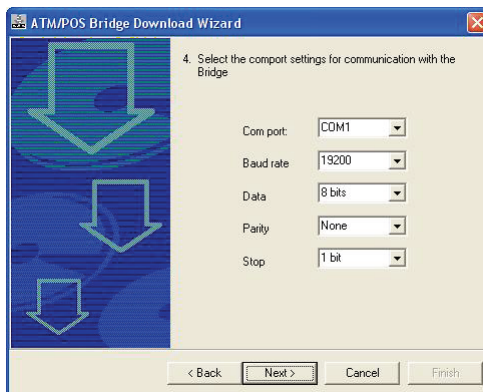 ATM/POS Bridge Download Wizard
4. Select the comport settings for communication with the
Bridge
Com port: COM1
Baud rate 19200
Data 8 bits
Parity None
Stop 1 bit
< Back Next > Cancel Finish